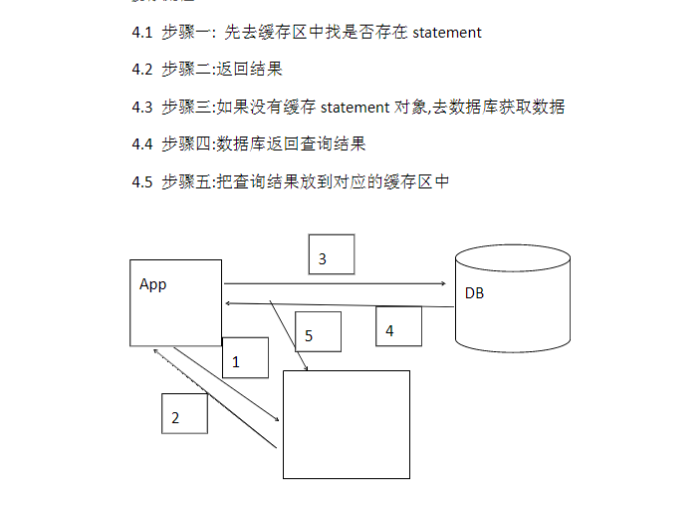 4.1 步骤一: 先去缓存区中找是否存在 statement
4.2 步骤二:返回结果
4.3 步骤三:如果没有缓存 statement 对象,去数据库获取数据
4.4 步骤四:数据库返回查询结果
4.5 步骤五:把查询结果放到对应的缓存区中
3
App
DB
5
4
1
2